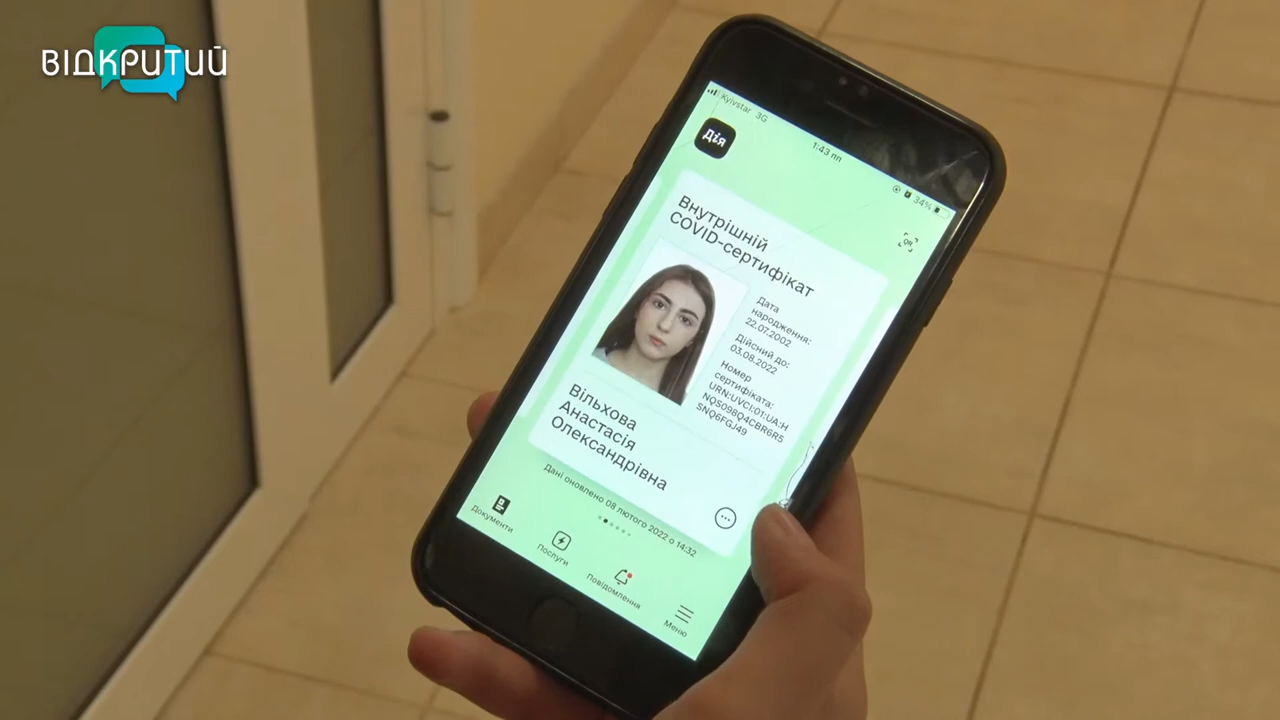 ВІДКРИТИЙ
Kyivstar 3G
1:43 пп
34%
Дія
QR
Внутрішній
COVID-сертифікат
Дата
народження:
22.07.2002
Дійсний до:
03.08.2022
Номер
сертифіката:
URN:UVCI:01:UA:H
NQS098Q4CBR6R5
SNQ6FGJ49
Вільхова
Анастасія
Олександрівна
Дані оновлено 08 лютого 2022 о 14:32
Документи
Послуги
Повідомлення
Меню